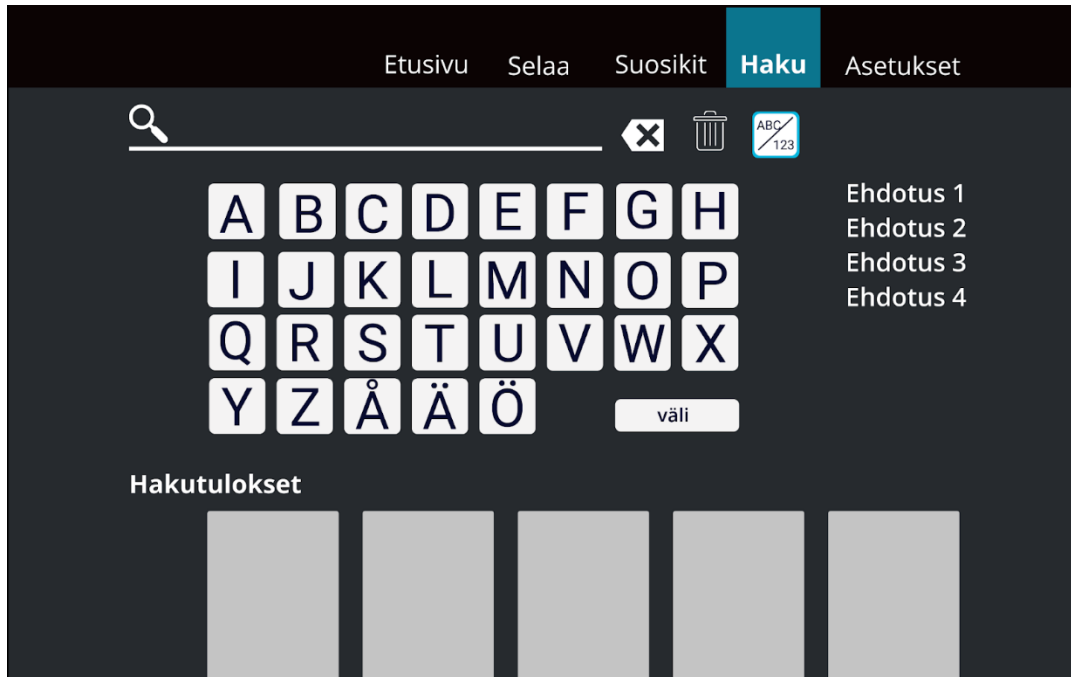 Etusivu Selaa Suosikit Haku Asetukset
ABC/123
A B C D E F G H
Ehdotus 1
Ehdotus 2
Ehdotus 3
Ehdotus 4
I J K L M N O P
Q R S T U V W X
Y Z Å Ä Ö väli
Hakutulokset